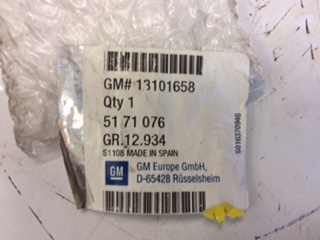 GM# 13101658
Qty 1
51 71 076
GR.12.934
51108 MADE IN SPAIN
GM
GM Europe GmbH,
D-65428 Rüsselsheim